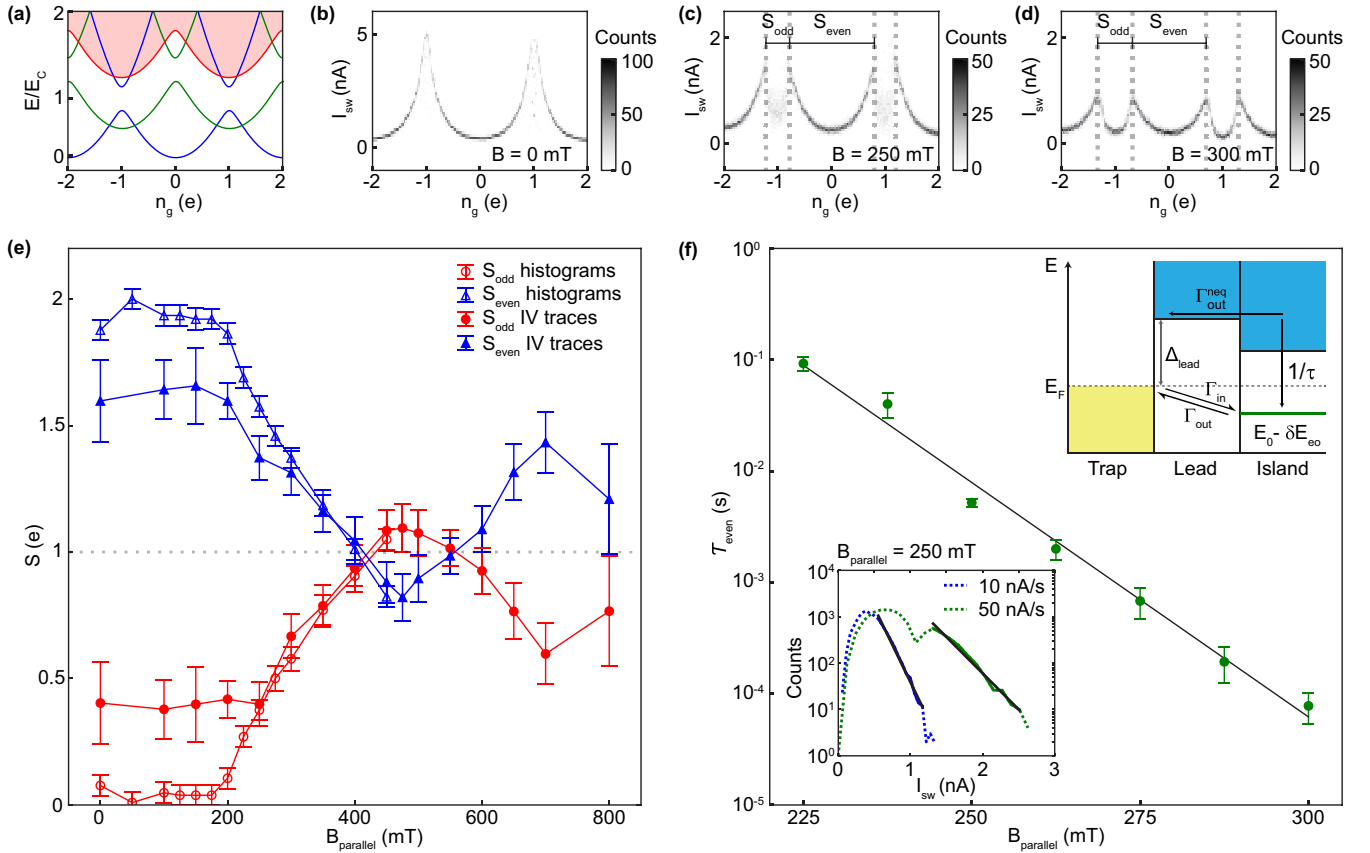 (a)
E/E_C
2
1
0
-2 -1 0 1 2
n_g (e)
(b)
I_sw (nA)
6
4
2
0
B = 0 mT
-2 -1 0 1 2
n_g (e)
Counts
100
50
0
(c)
S_odd S_even
I_sw (nA)
2
1
0
B = 250 mT
-2 -1 0 1 2
n_g (e)
Counts
50
25
0
(d)
S_odd S_even
I_sw (nA)
2
1
0
B = 300 mT
-2 -1 0 1 2
n_g (e)
Counts
50
25
0
(e)
S (e)
2
1.5
1
0.5
0
S_odd histograms
S_even histograms
S_odd IV traces
S_even IV traces
0 200 400 600 800
B_parallel (mT)
(f)
T_even (s)
10^0
10^-1
10^-2
10^-3
10^-4
10^-5
225 250 275 300
B_parallel (mT)
E
E_F
Δ_lead
Γ_out^neq
Γ_in
Γ_out
1/τ
E_0 - δE_eo
Trap Lead Island
B_parallel = 250 mT
10 nA/s
50 nA/s
Counts
10^4
10^3
10^2
10^1
10^0
0 1 2 3
I_sw (nA)